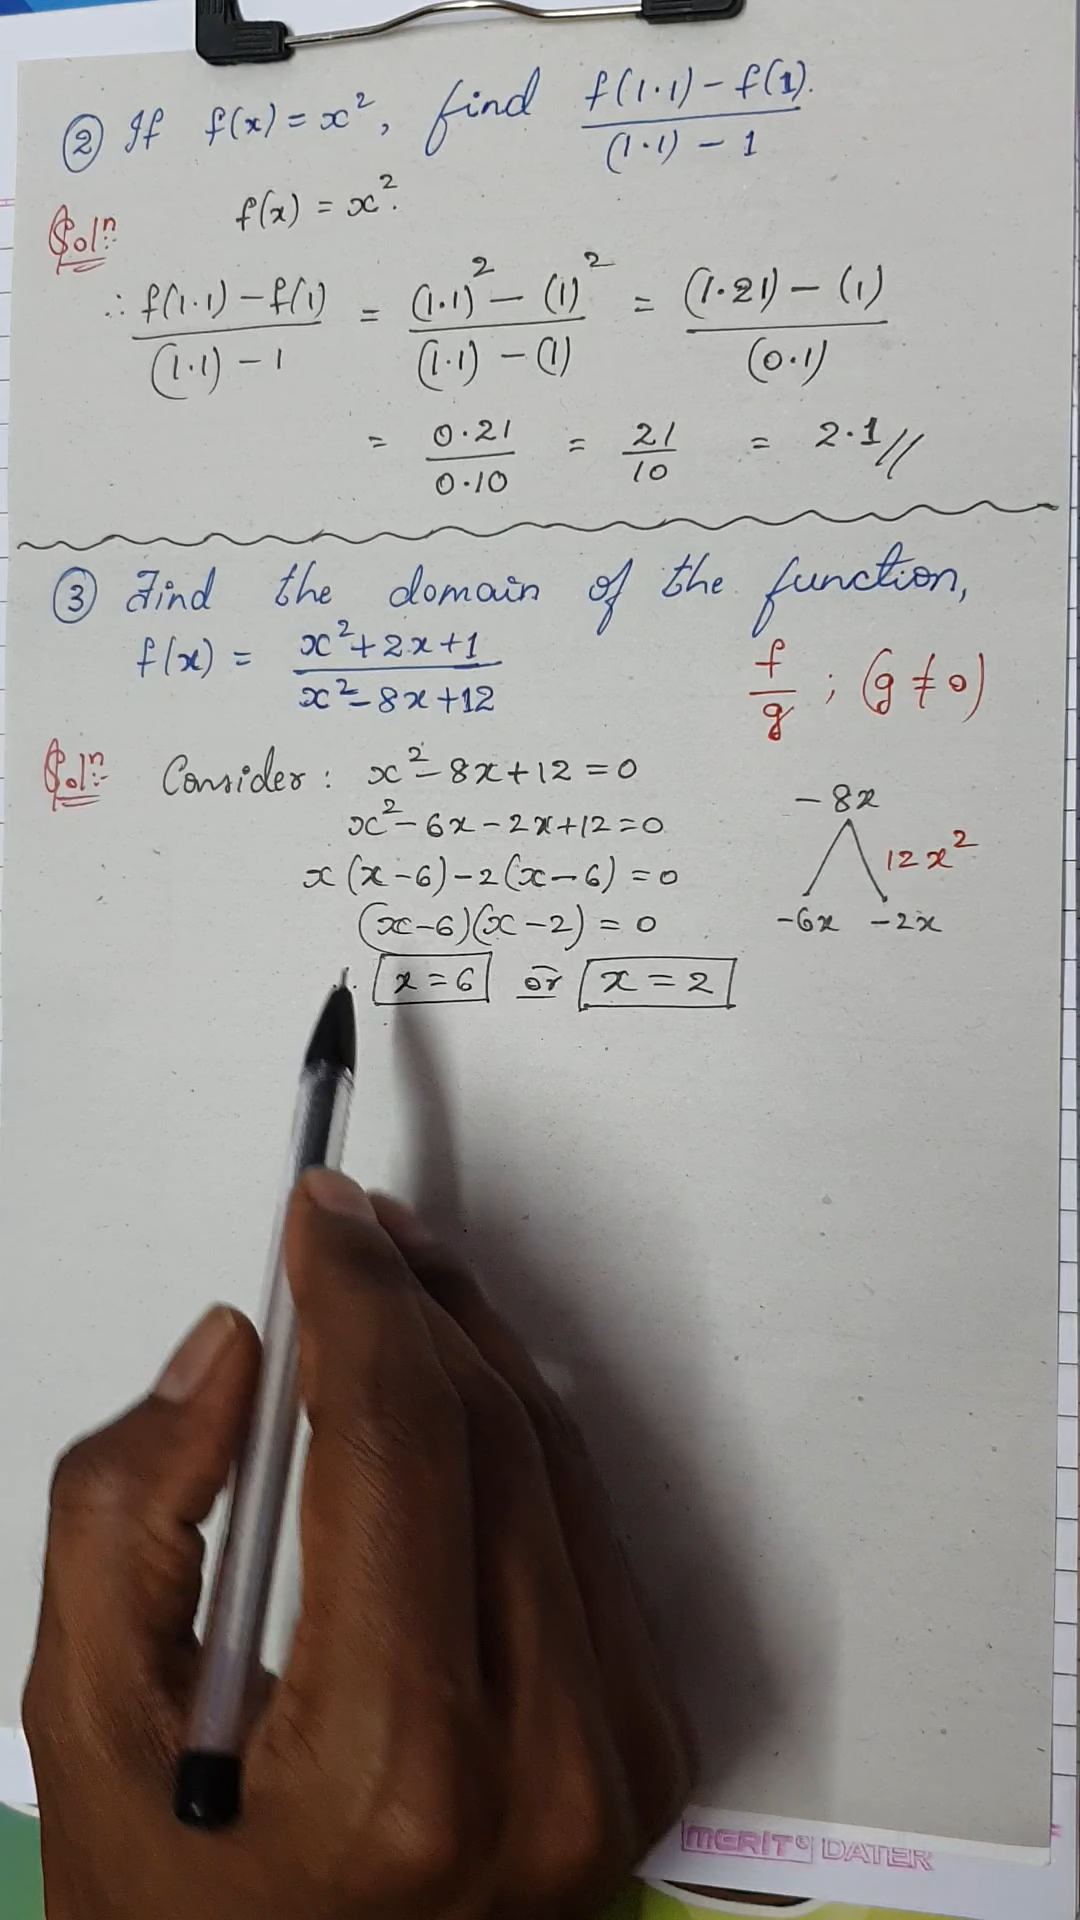 ② If f(x) = x², find f(1·1) – f(1) / (1·1) – 1
Solⁿ:- f(x) = x².
∴ f(1·1) – f(1) / (1·1) – 1 = (1·1)² – (1)² / (1·1) – (1) = (1·21) – (1) / (0·1)
= 0·21 / 0·10 = 21 / 10 = 2·1 //
③ Find the domain of the function,
f(x) = x² + 2x + 1 / x² – 8x + 12
f / g ; (g ≠ 0)
Solⁿ:- Consider : x² – 8x + 12 = 0
x² – 6x – 2x + 12 = 0
x (x – 6) – 2 (x – 6) = 0
(x – 6) (x – 2) = 0
∴ x = 6 or x = 2
– 8x
12x²
–6x –2x
MERIT DATER